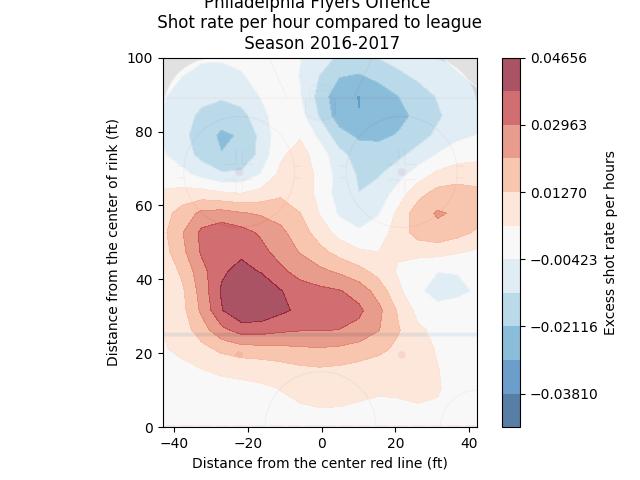 Philadelphia Flyers Offence
Shot rate per hour compared to league
Season 2016-2017
100
80
60
40
20
0
−40
−20
0
20
40
Distance from the center red line (ft)
Distance from the center of rink (ft)
0.04656
0.02963
0.01270
−0.00423
−0.02116
−0.03810
Excess shot rate per hours